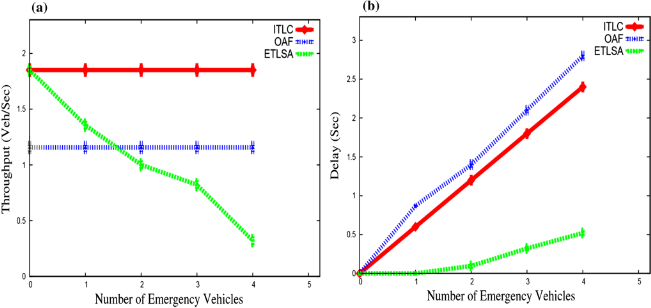 (a)
ITLC
OAF
ETLSA
Throughput (Veh/Sec)
2
1.5
1
0.5
0
0 1 2 3 4 5
Number of Emergency Vehicles
(b)
ITLC
OAF
ETLSA
Delay (Sec)
3
2.5
2
1.5
1
0.5
0
0 1 2 3 4 5
Number of Emergency Vehicles